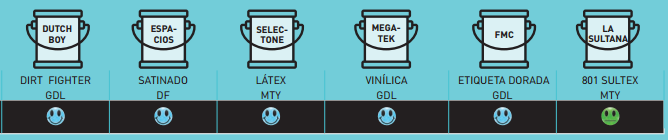 DUTCH
BOY
ESPA-
CIOS
SELEC-
TONE
MEGA-
TEK
FMC
LA
SULTANA
DIRT FIGHTER
GDL
SATINADO
DF
LÁTEX
MTY
VINÍLICA
GDL
ETIQUETA DORADA
GDL
801 SULTEX
MTY